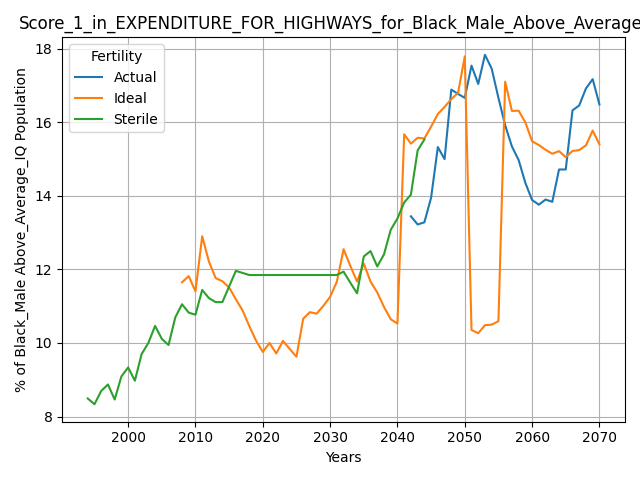 Score_1_in_EXPENDITURE_FOR_HIGHWAYS_for_Black_Male_Above_Average
Fertility
Actual
Ideal
Sterile
% of Black_Male Above_Average_IQ Population
18
16
14
12
10
8
2000 2010 2020 2030 2040 2050 2060 2070
Years